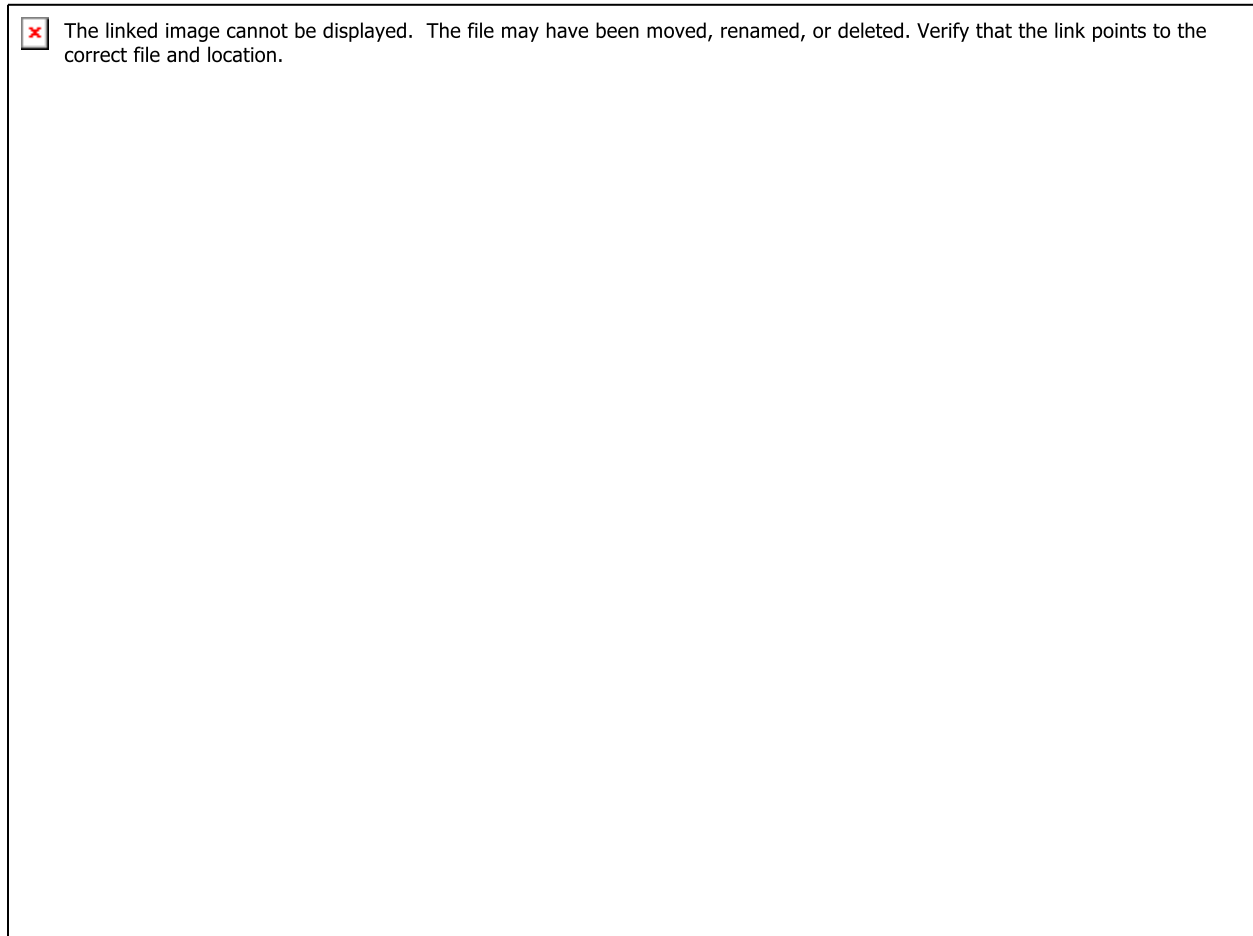 The linked image cannot be displayed.  The file may have been moved, renamed, or deleted. Verify that the link points to the
correct file and location.